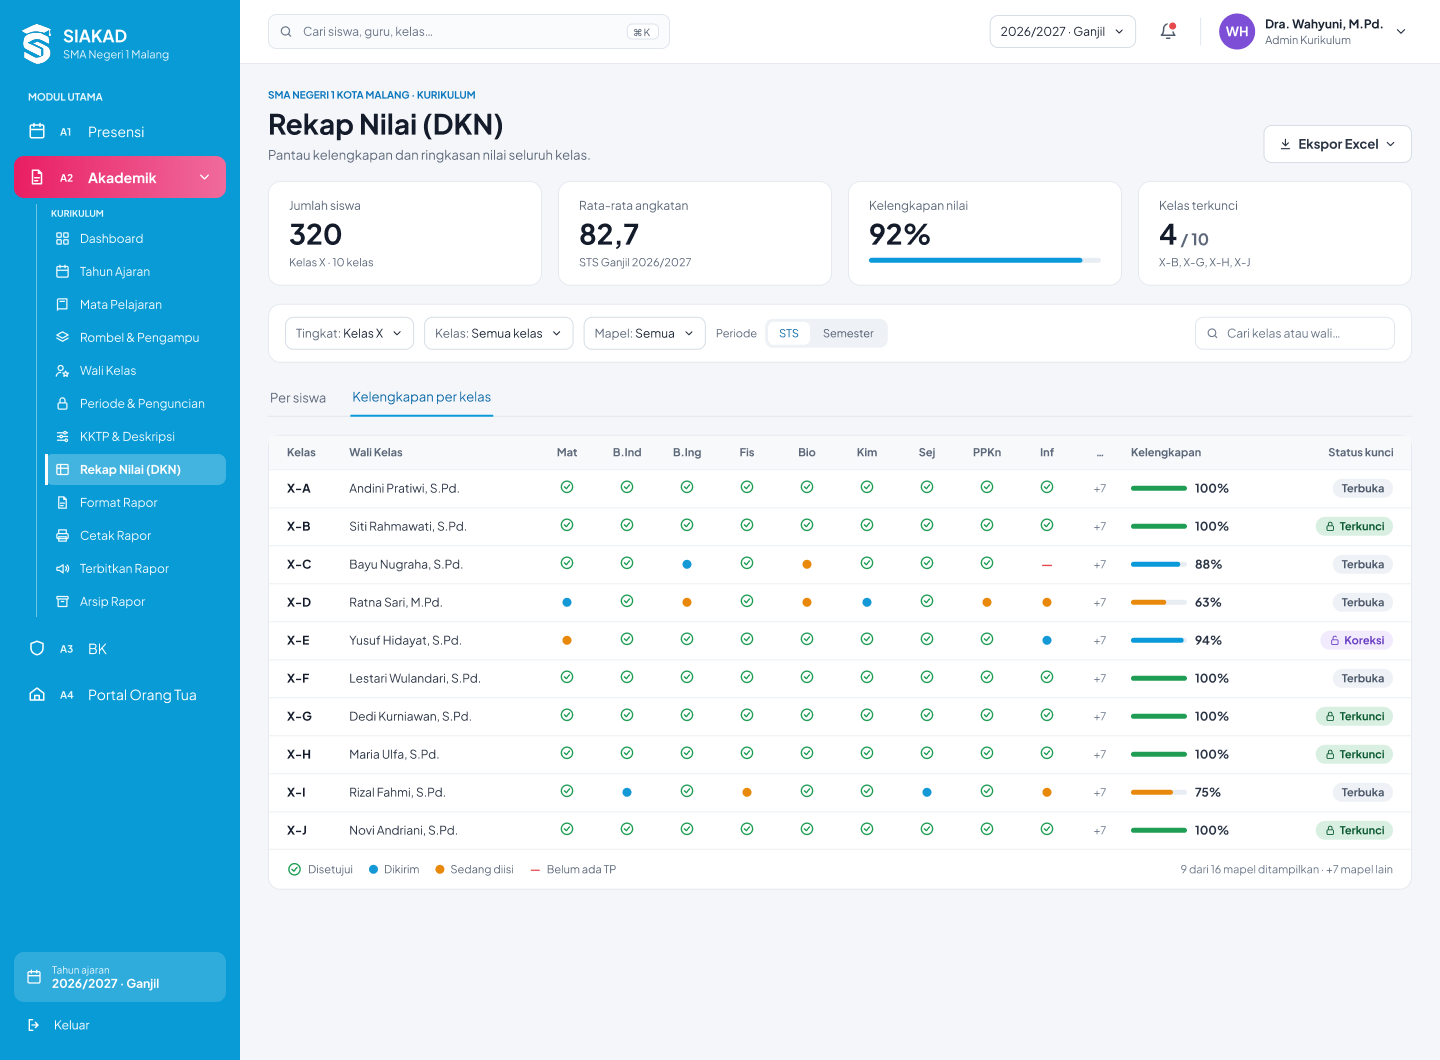 SIAKAD
SMA Negeri 1 Malang
MODUL UTAMA
A1 Presensi
A2 Akademik
KURIKULUM
Dashboard
Tahun Ajaran
Mata Pelajaran
Rombel & Pengampu
Wali Kelas
Periode & Penguncian
KKTP & Deskripsi
Rekap Nilai (DKN)
Format Rapor
Cetak Rapor
Terbitkan Rapor
Arsip Rapor
A3 BK
A4 Portal Orang Tua
Tahun ajaran
2026/2027 · Ganjil
Keluar
Cari siswa, guru, kelas... ⌘K
2026/2027 · Ganjil
WH
Dra. Wahyuni, M.Pd.
Admin Kurikulum
SMA NEGERI 1 KOTA MALANG · KURIKULUM
Rekap Nilai (DKN)
Pantau kelengkapan dan ringkasan nilai seluruh kelas.
Ekspor Excel
Jumlah siswa
320
Kelas X · 10 kelas
Rata-rata angkatan
82,7
STS Ganjil 2026/2027
Kelengkapan nilai
92%
Kelas terkunci
4 / 10
X-B, X-G, X-H, X-J
Tingkat: Kelas X
Kelas: Semua kelas
Mapel: Semua
Periode STS Semester
Cari kelas atau wali...
Per siswa Kelengkapan per kelas
Kelas Wali Kelas Mat B.Ind B.Ing Fis Bio Kim Sej PPKn Inf ... Kelengkapan Status kunci
X-A Andini Pratiwi, S.Pd. +7 100% Terbuka
X-B Siti Rahmawati, S.Pd. +7 100% Terkunci
X-C Bayu Nugraha, S.Pd. — +7 88% Terbuka
X-D Ratna Sari, M.Pd. +7 63% Terbuka
X-E Yusuf Hidayat, S.Pd. +7 94% Koreksi
X-F Lestari Wulandari, S.Pd. +7 100% Terbuka
X-G Dedi Kurniawan, S.Pd. +7 100% Terkunci
X-H Maria Ulfa, S.Pd. +7 100% Terkunci
X-I Rizal Fahmi, S.Pd. +7 75% Terbuka
X-J Novi Andriani, S.Pd. +7 100% Terkunci
Disetujui Dikirim Sedang diisi — Belum ada TP
9 dari 16 mapel ditampilkan · +7 mapel lain